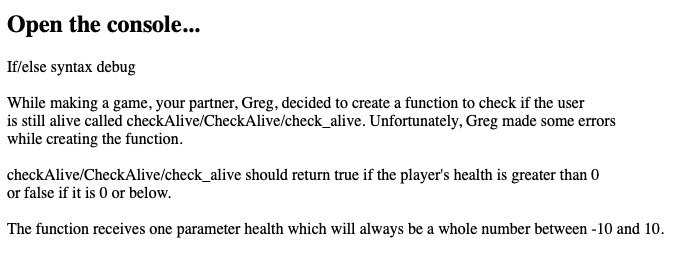 Open the console...
If/else syntax debug
While making a game, your partner, Greg, decided to create a function to check if the user
is still alive called checkAlive/CheckAlive/check_alive. Unfortunately, Greg made some errors
while creating the function.
checkAlive/CheckAlive/check_alive should return true if the player's health is greater than 0
or false if it is 0 or below.
The function receives one parameter health which will always be a whole number between -10 and 10.